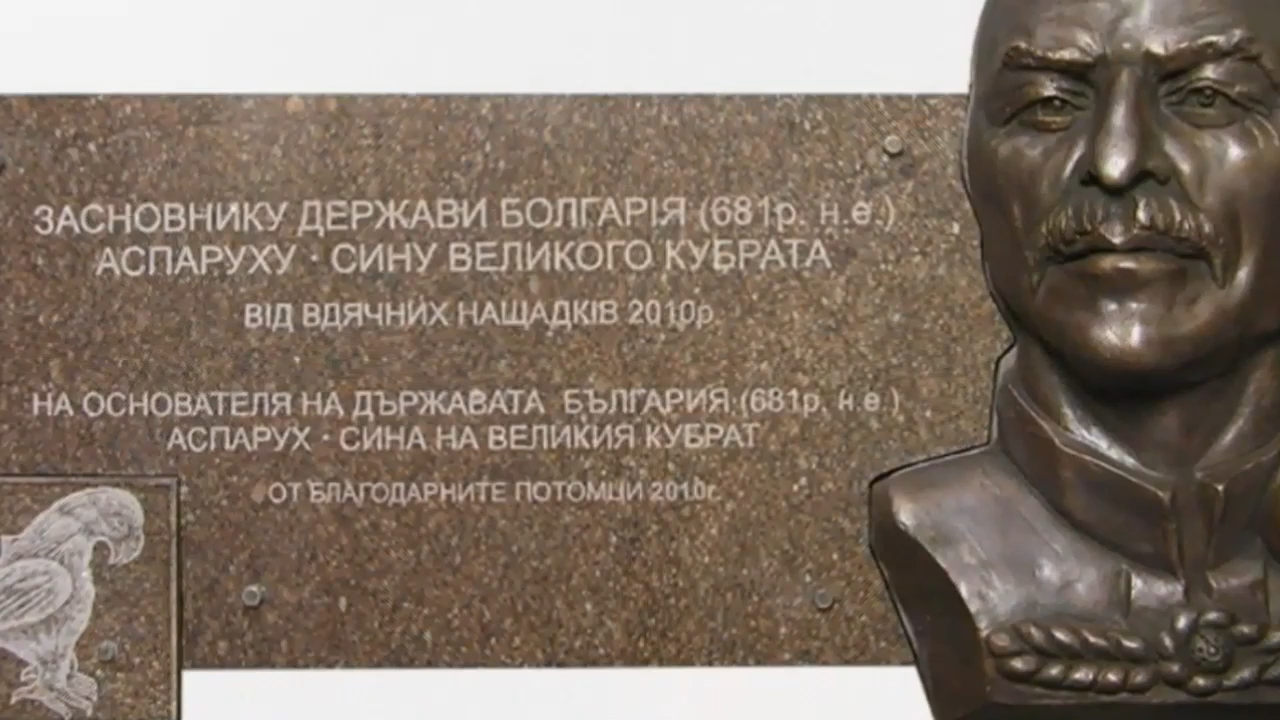 ЗАСНОВНИКУ ДЕРЖАВИ БОЛГАРІЯ (681р. н.е.)
АСПАРУХУ · СИНУ ВЕЛИКОГО КУБРАТА
ВІД ВДЯЧНИХ НАЩАДКІВ 2010р
НА ОСНОВАТЕЛЯ НА ДЪРЖАВАТА БЪЛГАРИЯ (681р. н.е.)
АСПАРУХ · СИНА НА ВЕЛИКИЯ КУБРАТ
ОТ БЛАГОДАРНИТЕ ПОТОМЦИ 2010г.